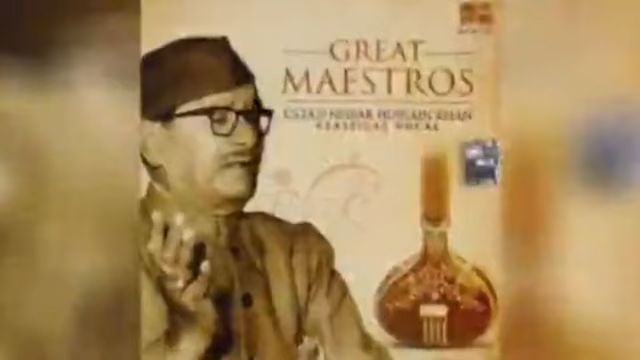 GREAT
MAESTROS
USTAD NISSAR HUSSAIN KHAN
CLASSICAL VOCAL